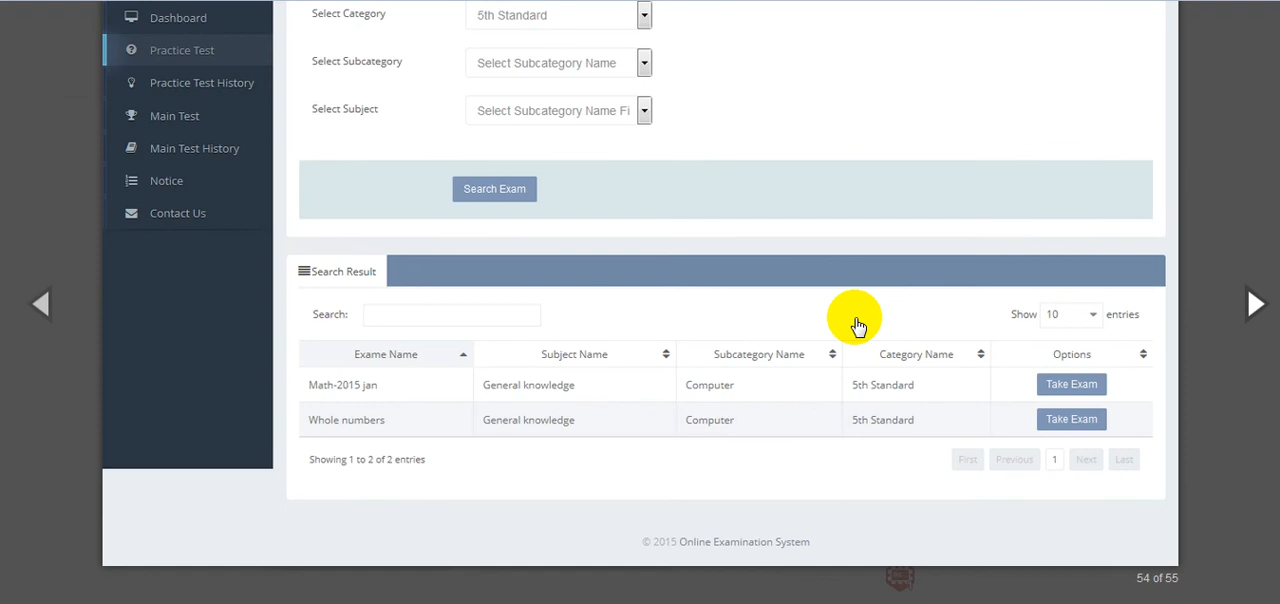 Dashboard
Practice Test
Practice Test History
Main Test
Main Test History
Notice
Contact Us
Select Category 5th Standard
Select Subcategory Select Subcategory Name
Select Subject Select Subcategory Name Fi
Search Exam
Search Result
Search: Show 10 entries
Exame Name Subject Name Subcategory Name Category Name Options
Math-2015 jan General knowledge Computer 5th Standard Take Exam
Whole numbers General knowledge Computer 5th Standard Take Exam
Showing 1 to 2 of 2 entries First Previous 1 Next Last
© 2015 Online Examination System
54 of 55